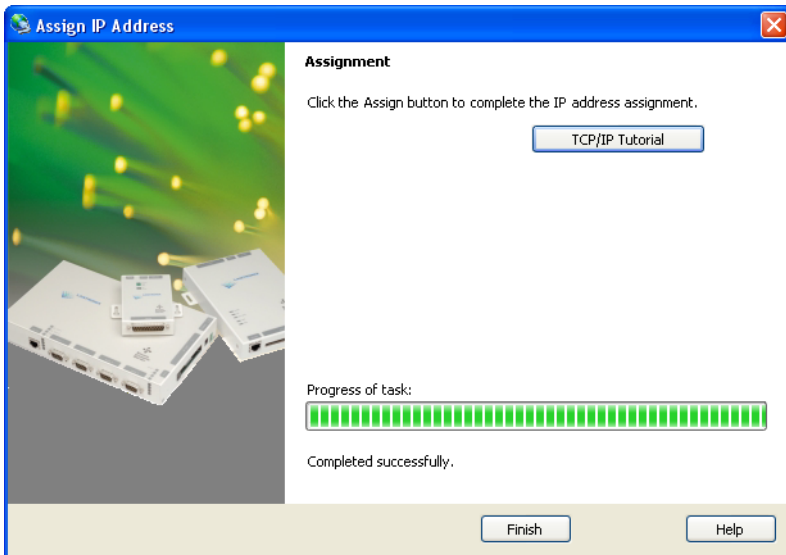 Assign IP Address
Assignment
Click the Assign button to complete the IP address assignment.
TCP/IP Tutorial
Progress of task:
Completed successfully.
Finish
Help